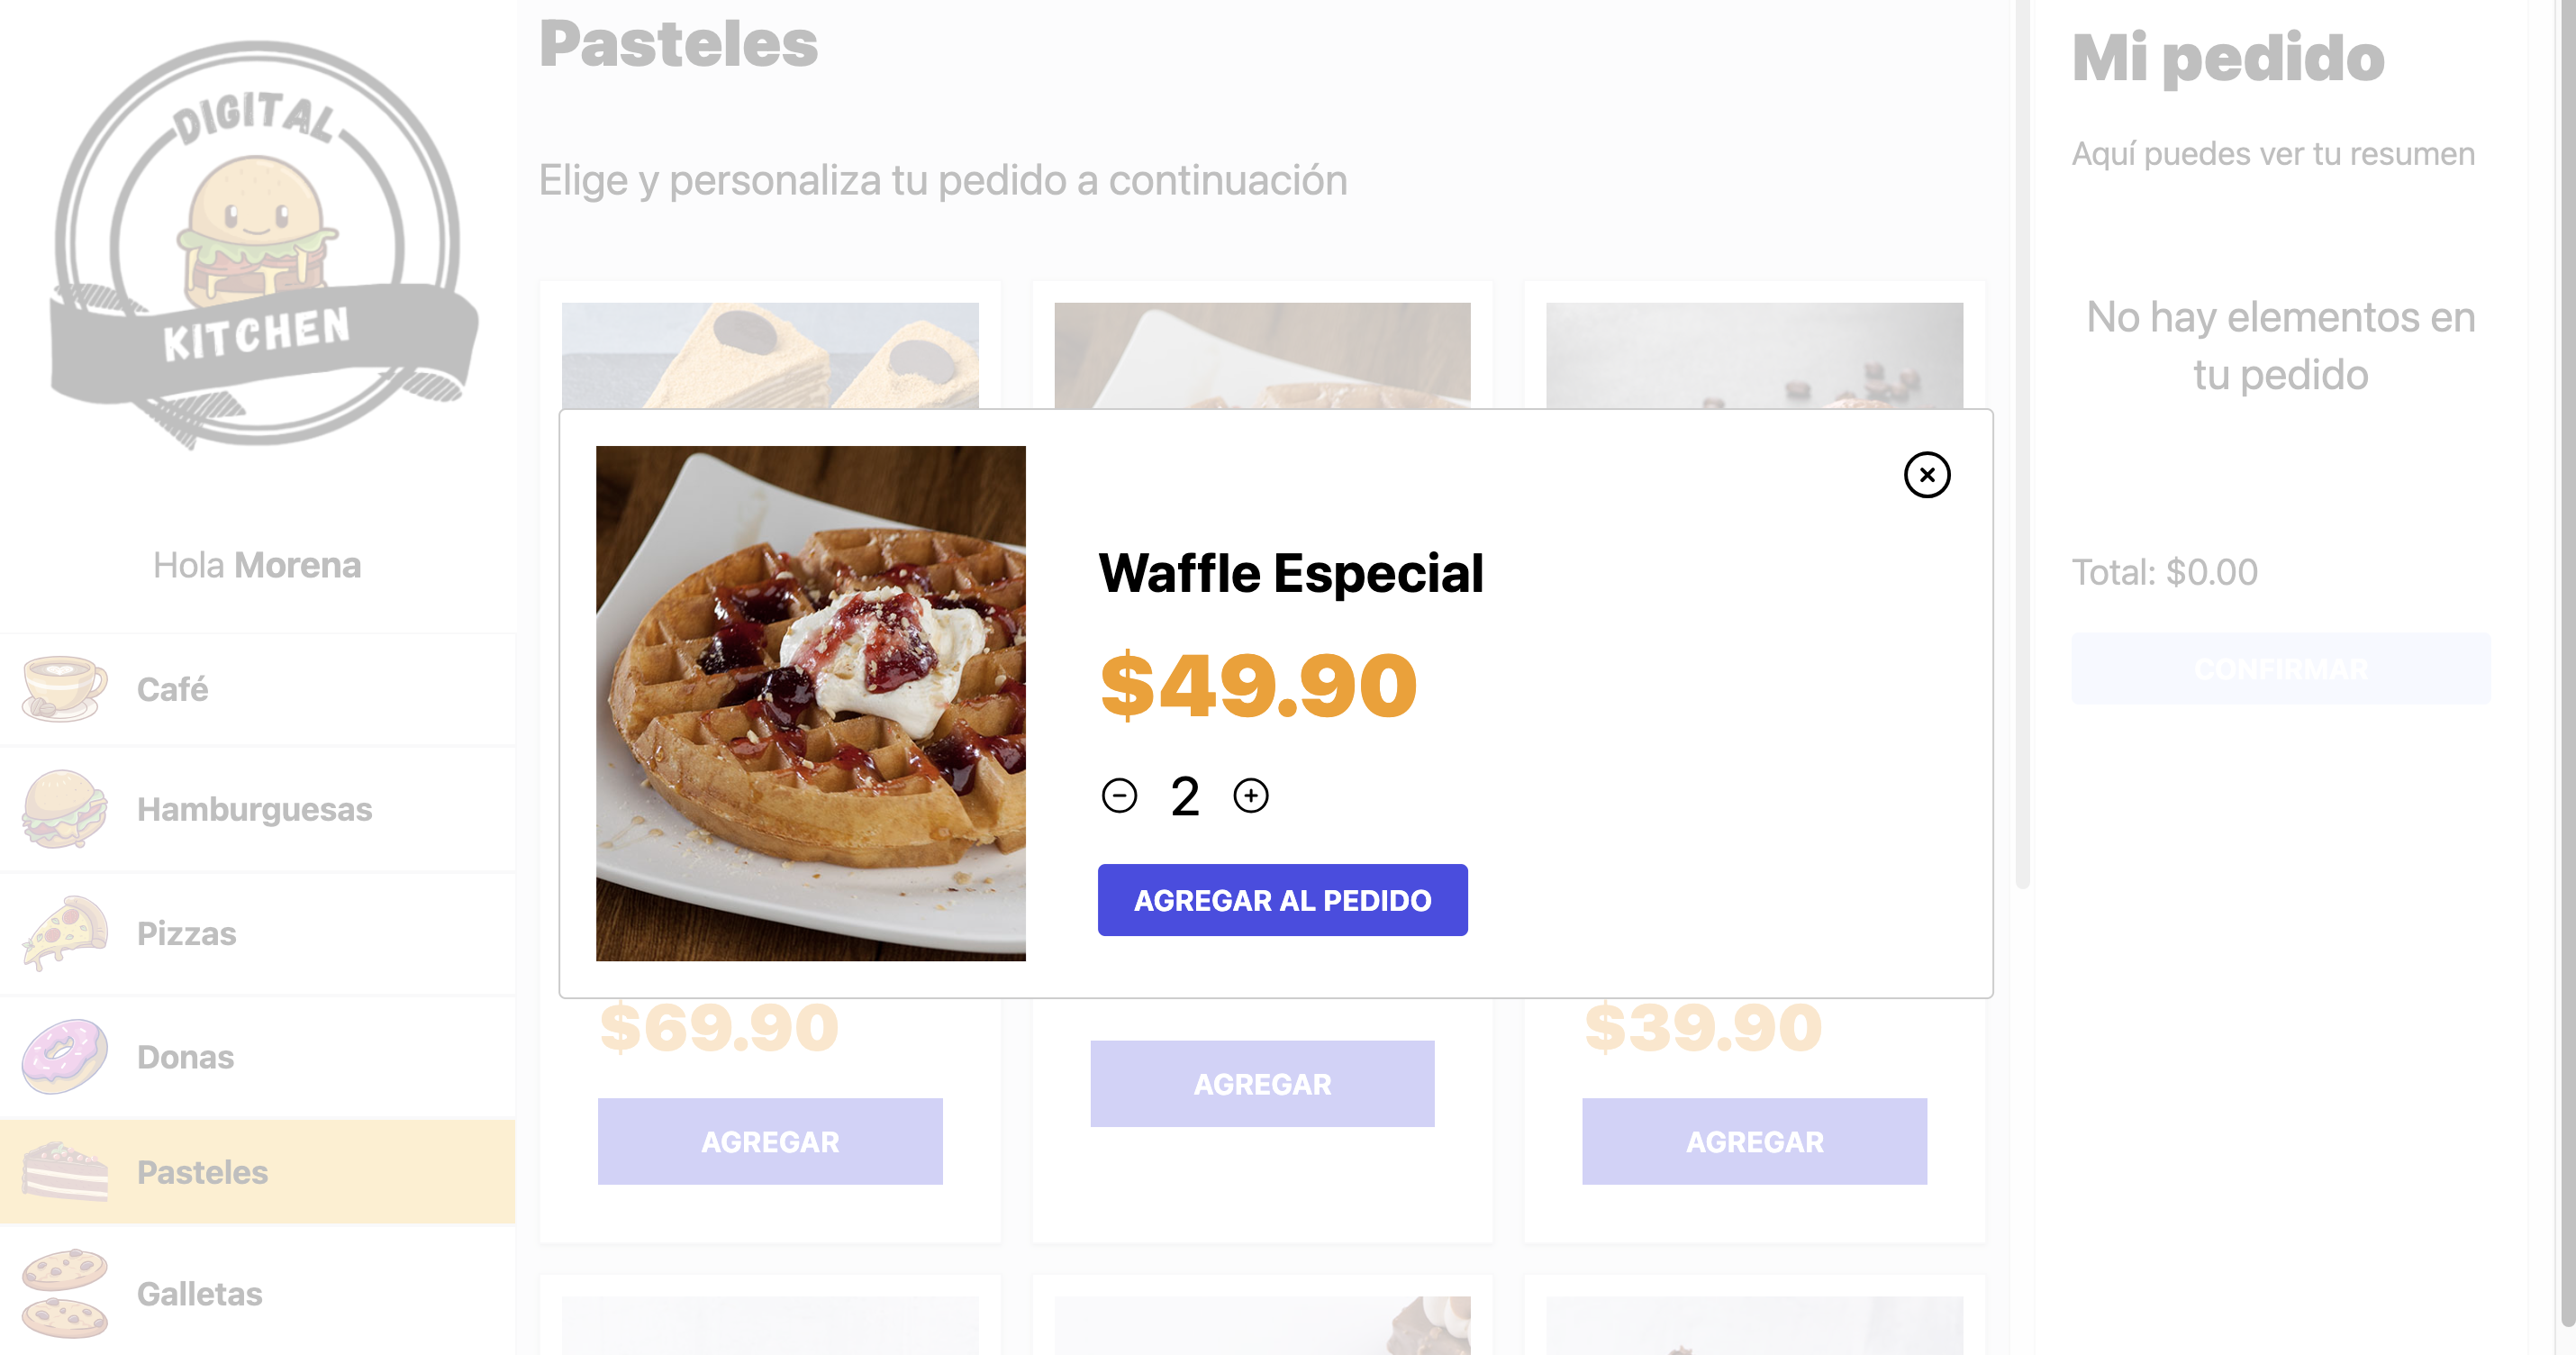 DIGITAL
KITCHEN
Hola Morena
Café
Hamburguesas
Pizzas
Donas
Pasteles
Galletas
Pasteles
Elige y personaliza tu pedido a continuación
Waffle Especial
$49.90
2
AGREGAR AL PEDIDO
$69.90
AGREGAR
AGREGAR
$39.90
AGREGAR
Mi pedido
Aquí puedes ver tu resumen
No hay elementos en
tu pedido
Total: $0.00
CONFIRMAR